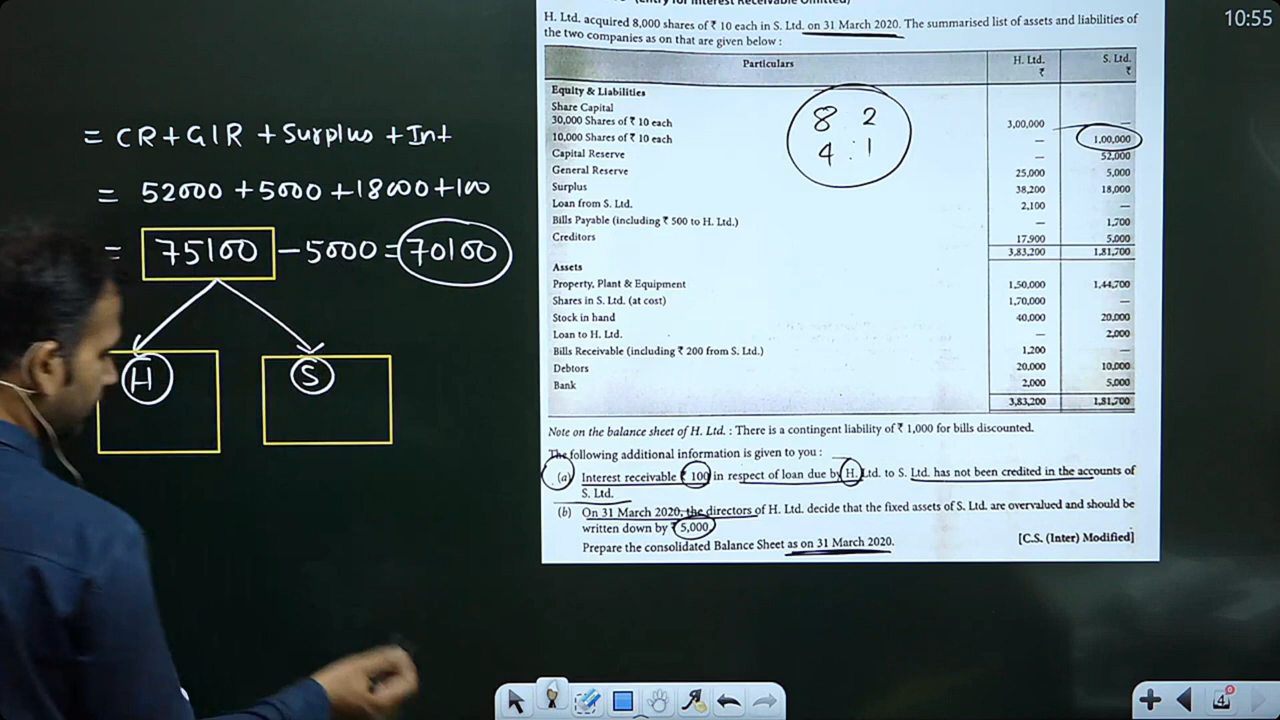 10:55
= CR + G/R + Surplus + Int
= 52000 + 5000 + 18000 + 100
= 75100 - 5000 = 70100
H S
H. Ltd. acquired 8,000 shares of ₹ 10 each in S. Ltd. on 31 March 2020. The summarised list of assets and liabilities of
the two companies as on that are given below :
Particulars H. Ltd. ₹ S. Ltd. ₹
Equity & Liabilities
Share Capital
30,000 Shares of ₹ 10 each 3,00,000 —
10,000 Shares of ₹ 10 each — 1,00,000
Capital Reserve — 52,000
General Reserve 25,000 5,000
Surplus 38,200 18,000
Loan from S. Ltd. 2,100 —
Bills Payable (including ₹ 500 to H. Ltd.) — 1,700
Creditors 17,900 5,000
3,83,200 1,81,700
8 2
4 : 1
Assets
Property, Plant & Equipment 1,50,000 1,44,700
Shares in S. Ltd. (at cost) 1,70,000 —
Stock in hand 40,000 20,000
Loan to H. Ltd. — 2,000
Bills Receivable (including ₹ 200 from S. Ltd.) 1,200 —
Debtors 20,000 10,000
Bank 2,000 5,000
3,83,200 1,81,700
Note on the balance sheet of H. Ltd. : There is a contingent liability of ₹ 1,000 for bills discounted.
The following additional information is given to you :
(a) Interest receivable ₹ 100 in respect of loan due by H. Ltd. to S. Ltd. has not been credited in the accounts of
S. Ltd.
(b) On 31 March 2020, the directors of H. Ltd. decide that the fixed assets of S. Ltd. are overvalued and should be
written down by ₹ 5,000
Prepare the consolidated Balance Sheet as on 31 March 2020. [C.S. (Inter) Modified]